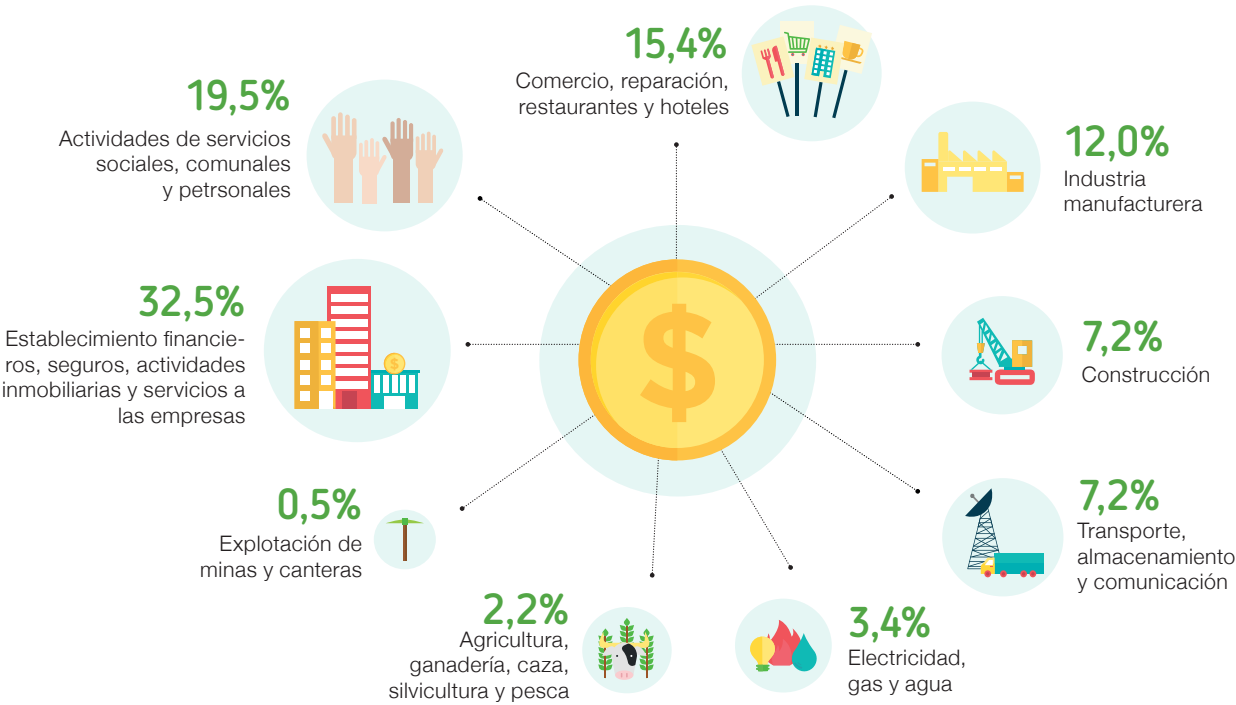 15,4%
Comercio, reparación,
restaurantes y hoteles
19,5%
Actividades de servicios
sociales, comunales
y petrsonales
12,0%
Industria
manufacturera
32,5%
Establecimiento financie-
ros, seguros, actividades
inmobiliarias y servicios a
las empresas
$
$
7,2%
Construcción
0,5%
Explotación de
minas y canteras
7,2%
Transporte,
almacenamiento
y comunicación
2,2%
Agricultura,
ganadería, caza,
silvicultura y pesca
3,4%
Electricidad,
gas y agua